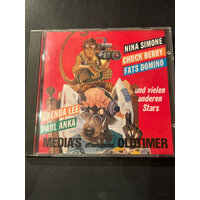 NINA SIMONE
CHUCK BERRY
FATS DOMINO
und vielen
anderen
Stars
BRENDA LEE
PAUL ANKA
MEDIA'S
OLDTIMER